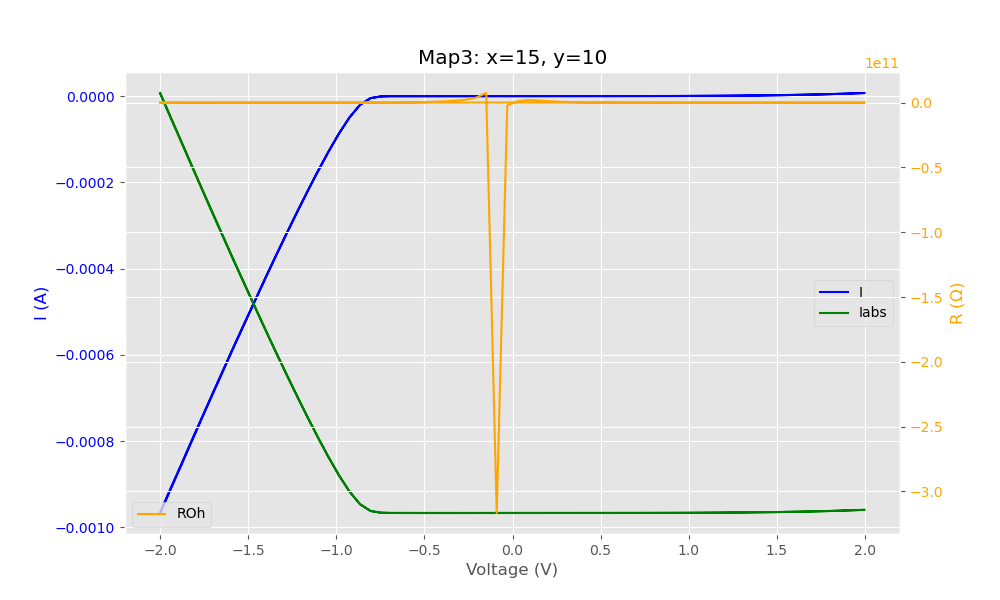 Map3: x=15, y=10
1e11
0.0000
−0.0002
−0.0004
−0.0006
−0.0008
−0.0010
I (A)
0.0
−0.5
−1.0
−1.5
−2.0
−2.5
−3.0
R (Ω)
I
Iabs
ROh
−2.0
−1.5
−1.0
−0.5
0.0
0.5
1.0
1.5
2.0
Voltage (V)